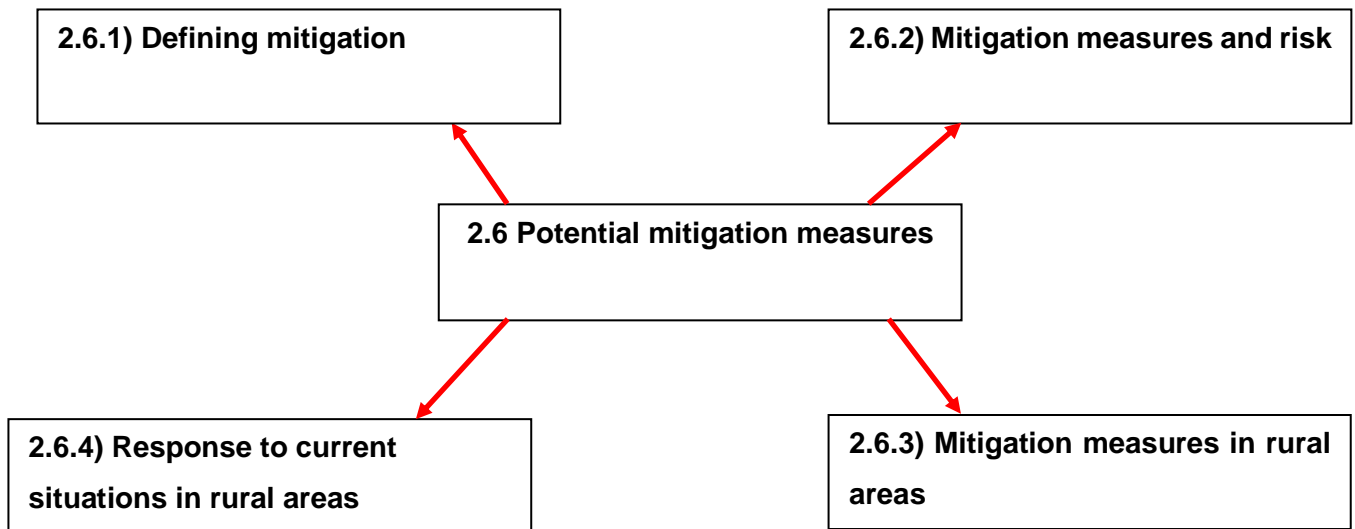 2.6.1) Defining mitigation
2.6.2) Mitigation measures and risk
2.6 Potential mitigation measures
2.6.4) Response to current
situations in rural areas
2.6.3) Mitigation measures in rural
areas